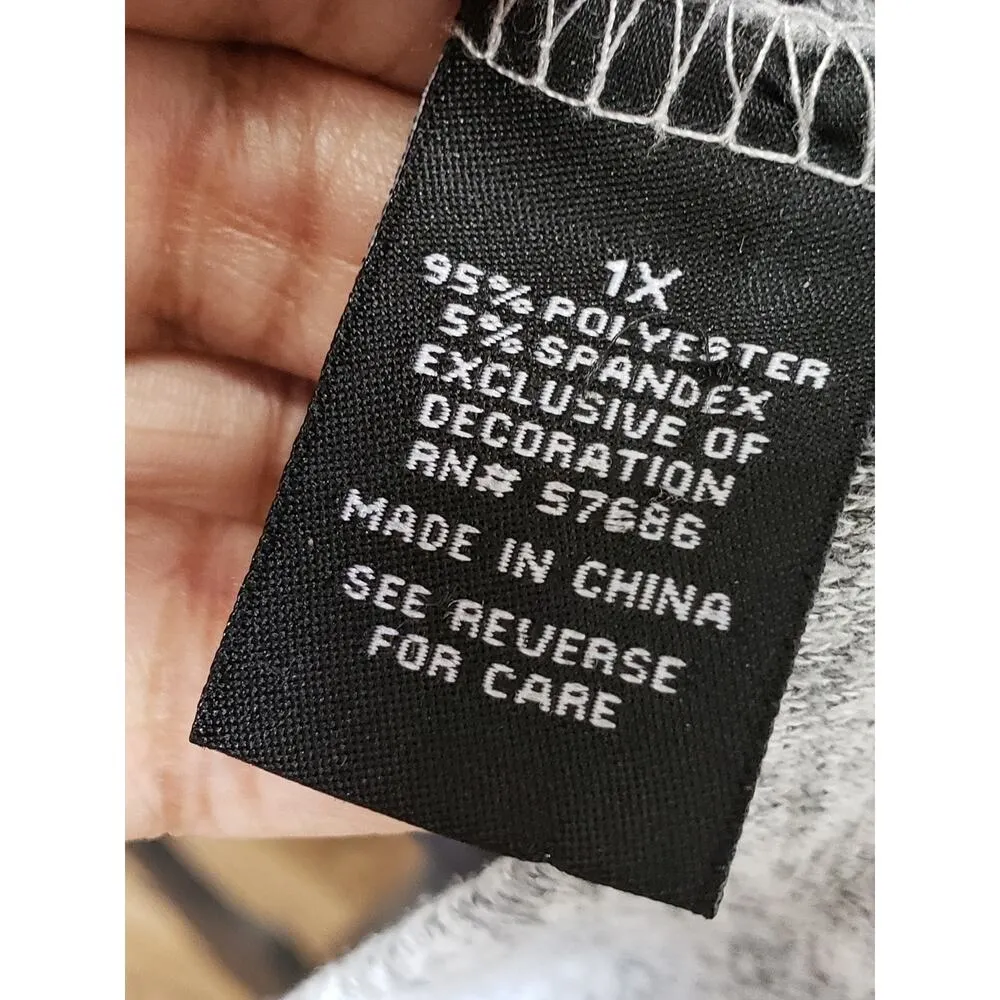 1X
95% POLYESTER
5% SPANDEX
EXCLUSIVE OF
DECORATION
RN# 57686
MADE IN CHINA
SEE REVERSE
FOR CARE